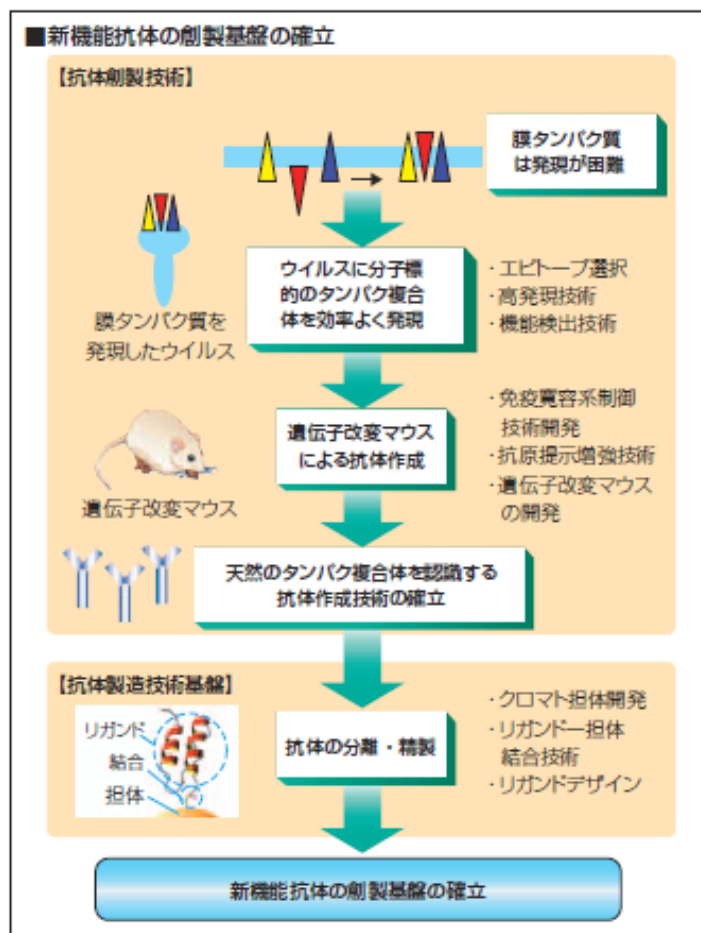 ■新機能抗体の創製基盤の確立
【抗体創製技術】
膜タンパク質
は発現が困難
ウイルスに分子標
的のタンパク複合
体を効率よく発現
・エピトープ選択
・高発現技術
・機能検出技術
膜タンパク質を
発現したウイルス
遺伝子改変マウス
による抗体作成
・免疫寛容系制御
技術開発
・抗原提示増強技術
・遺伝子改変マウス
の開発
遺伝子改変マウス
天然のタンパク複合体を認識する
抗体作成技術の確立
【抗体製造技術基盤】
リガンド
結合
担体
抗体の分離・精製
・クロマト担体開発
・リガンドー担体
結合技術
・リガンドデザイン
新機能抗体の創製基盤の確立